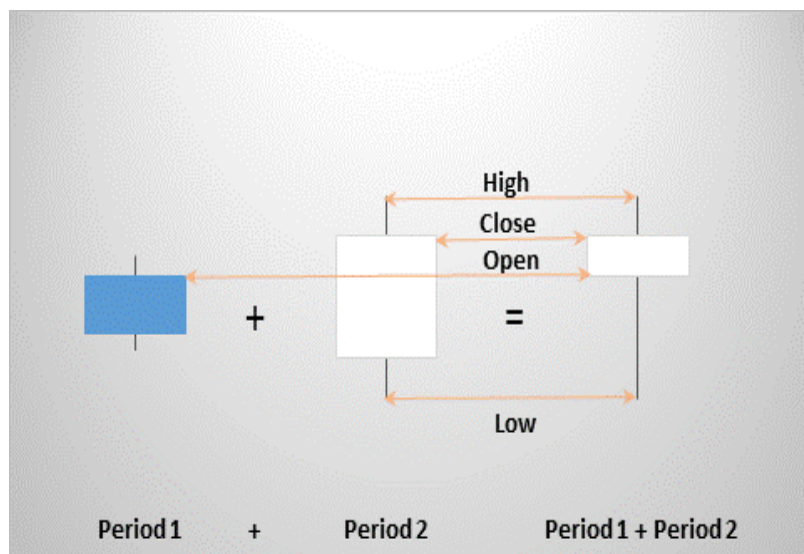 High
Close
Open
+ =
Low
Period 1 + Period 2 Period 1 + Period 2